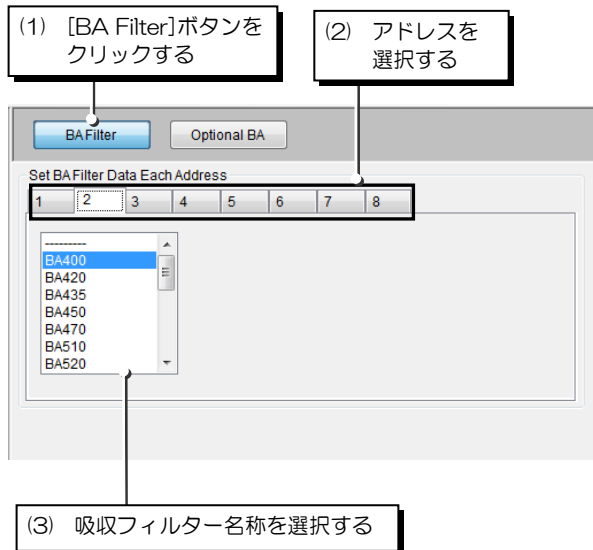 (1) [BA Filter]ボタンを
クリックする
(2) アドレスを
選択する
BA Filter
Optional BA
Set BA Filter Data Each Address
1 2 3 4 5 6 7 8
---------
BA400
BA420
BA435
BA450
BA470
BA510
BA520
(3) 吸収フィルター名称を選択する